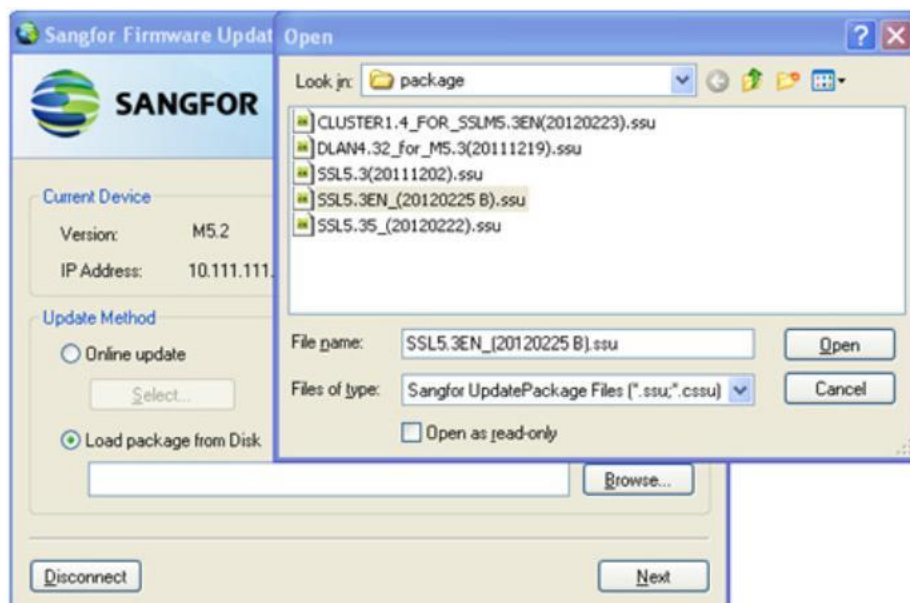 Sangfor Firmware Updat
Open
SANGFOR
Look in: package
CLUSTER1.4_FOR_SSLM5.3EN(20120223).ssu
DLAN4.32_for_M5.3(20111219).ssu
SSL5.3(20111202).ssu
SSL5.3EN_(20120225 B).ssu
SSL5.35_(20120222).ssu
Current Device
Version: M5.2
IP Address: 10.111.111.
Update Method
Online update
Select...
Load package from Disk
File name: SSL5.3EN_(20120225 B).ssu
Open
Files of type: Sangfor UpdatePackage Files (*.ssu;*.cssu)
Cancel
Open as read-only
Browse...
Disconnect
Next